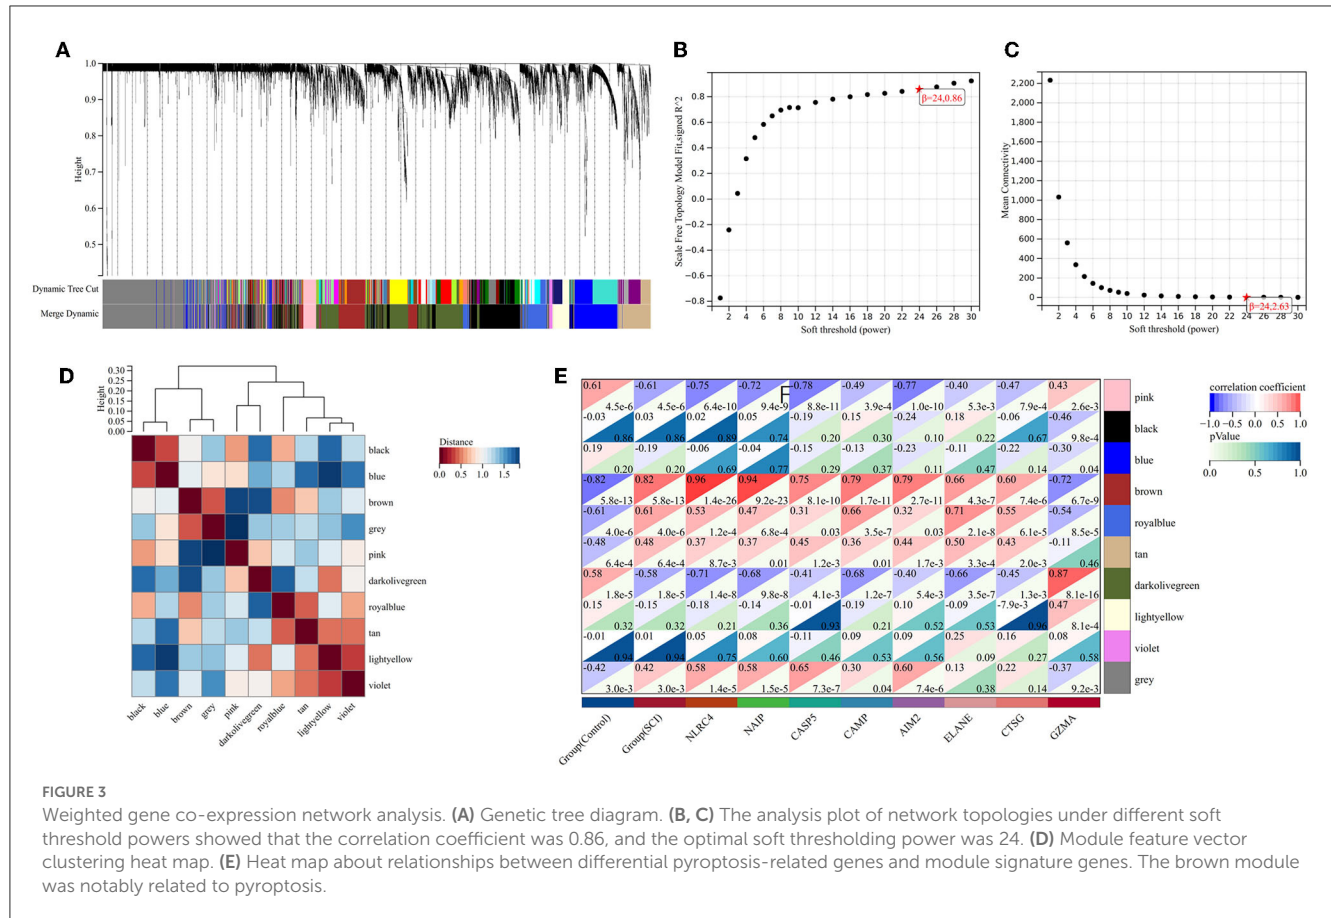 A
1.0
0.9
0.8
0.7
0.6
0.5
Height
Dynamic Tree Cut
Merge Dynamic
B
0.8
0.6
0.4
0.2
0.0
−0.2
−0.4
−0.6
−0.8
Scale Free Topology Model Fit,signed R^2
β=24,0.86
2 4 6 8 10 12 14 16 18 20 22 24 26 28 30
Soft threshold (power)
C
2,200
2,000
1,800
1,600
1,400
1,200
1,000
800
600
400
200
0
Mean Connectivity
β=24,2.63
2 4 6 8 10 12 14 16 18 20 22 24 26 28 30
Soft threshold (power)
D
0.30
0.25
0.20
0.15
0.10
0.05
0.00
Height
Distance
0.0 0.5 1.0 1.5
black
blue
brown
grey
pink
darkolivegreen
royalblue
tan
lightyellow
violet
black blue brown grey pink darkolivegreen royalblue tan lightyellow violet
E
F
0.61 -0.61 -0.75 -0.72 -0.78 -0.49 -0.77 -0.40 -0.47 0.43
4.5e-6 4.5e-6 6.4e-10 9.4e-9 8.8e-11 3.9e-4 1.0e-10 5.3e-3 7.9e-4 2.6e-3
pink
-0.03 0.03 0.02 0.05 -0.19 0.15 -0.24 0.18 -0.06 -0.46
0.86 0.86 0.89 0.74 0.20 0.30 0.10 0.22 0.67 9.8e-4
black
0.19 -0.19 -0.06 -0.04 -0.15 -0.13 -0.23 -0.11 -0.22 -0.30
0.20 0.20 0.69 0.77 0.29 0.37 0.11 0.47 0.14 0.04
blue
-0.82 0.82 0.96 0.94 0.75 0.79 0.79 0.66 0.60 -0.72
5.8e-13 5.8e-13 1.4e-26 9.2e-23 8.1e-10 1.7e-11 2.7e-11 4.3e-7 7.4e-6 6.7e-9
brown
-0.61 0.61 0.53 0.47 0.31 0.66 0.32 0.71 0.55 -0.54
4.0e-6 4.0e-6 1.2e-4 6.8e-4 0.03 3.5e-7 0.03 2.1e-8 6.1e-5 8.5e-5
royalblue
-0.48 0.48 0.37 0.37 0.45 0.36 0.44 0.50 0.43 -0.11
6.4e-4 6.4e-4 8.7e-3 0.01 1.2e-3 0.01 1.7e-3 3.3e-4 2.0e-3 0.46
tan
0.58 -0.58 -0.71 -0.68 -0.41 -0.68 -0.40 -0.66 -0.45 0.87
1.8e-5 1.8e-5 1.4e-8 9.8e-8 4.1e-3 1.2e-7 5.4e-3 3.5e-7 1.3e-3 8.1e-16
darkolivegreen
0.15 -0.15 -0.18 -0.14 -0.01 -0.19 0.10 -0.09 -7.9e-3 0.47
0.32 0.32 0.21 0.36 0.93 0.21 0.52 0.53 0.96 8.1e-4
lightyellow
-0.01 0.01 0.05 0.08 -0.11 0.09 0.09 0.25 0.16 0.08
0.94 0.94 0.75 0.60 0.46 0.53 0.56 0.09 0.27 0.58
violet
-0.42 0.42 0.58 0.58 0.65 0.30 0.60 0.13 0.22 -0.37
3.0e-3 3.0e-3 1.4e-5 1.5e-5 7.3e-7 0.04 7.4e-6 0.38 0.14 9.2e-3
grey
Group(Control) Group(SCI) NLRC4 NAIP CASP5 CAMP AIM2 ELANE CTSG GZMA
correlation coefficient
−1.0 −0.5 0.0 0.5 1.0
pValue
0.0 0.5 1.0
FIGURE 3
Weighted gene co-expression network analysis. (A) Genetic tree diagram. (B, C) The analysis plot of network topologies under different soft
threshold powers showed that the correlation coefficient was 0.86, and the optimal soft thresholding power was 24. (D) Module feature vector
clustering heat map. (E) Heat map about relationships between differential pyroptosis-related genes and module signature genes. The brown module
was notably related to pyroptosis.